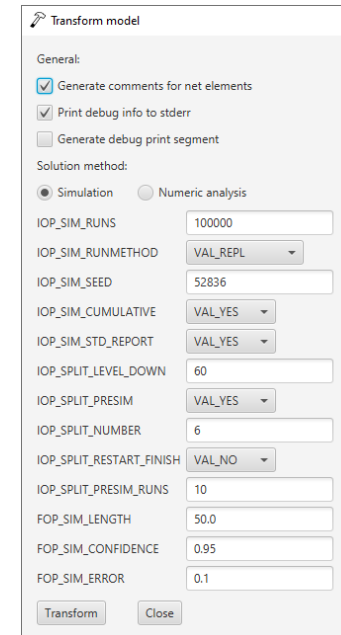 Transform model
General:
Generate comments for net elements
Print debug info to stderr
Generate debug print segment
Solution method:
Simulation Numeric analysis
IOP_SIM_RUNS 100000
IOP_SIM_RUNMETHOD VAL_REPL
IOP_SIM_SEED 52836
IOP_SIM_CUMULATIVE VAL_YES
IOP_SIM_STD_REPORT VAL_YES
IOP_SPLIT_LEVEL_DOWN 60
IOP_SPLIT_PRESIM VAL_YES
IOP_SPLIT_NUMBER 6
IOP_SPLIT_RESTART_FINISH VAL_NO
IOP_SPLIT_PRESIM_RUNS 10
FOP_SIM_LENGTH 50.0
FOP_SIM_CONFIDENCE 0.95
FOP_SIM_ERROR 0.1
Transform Close